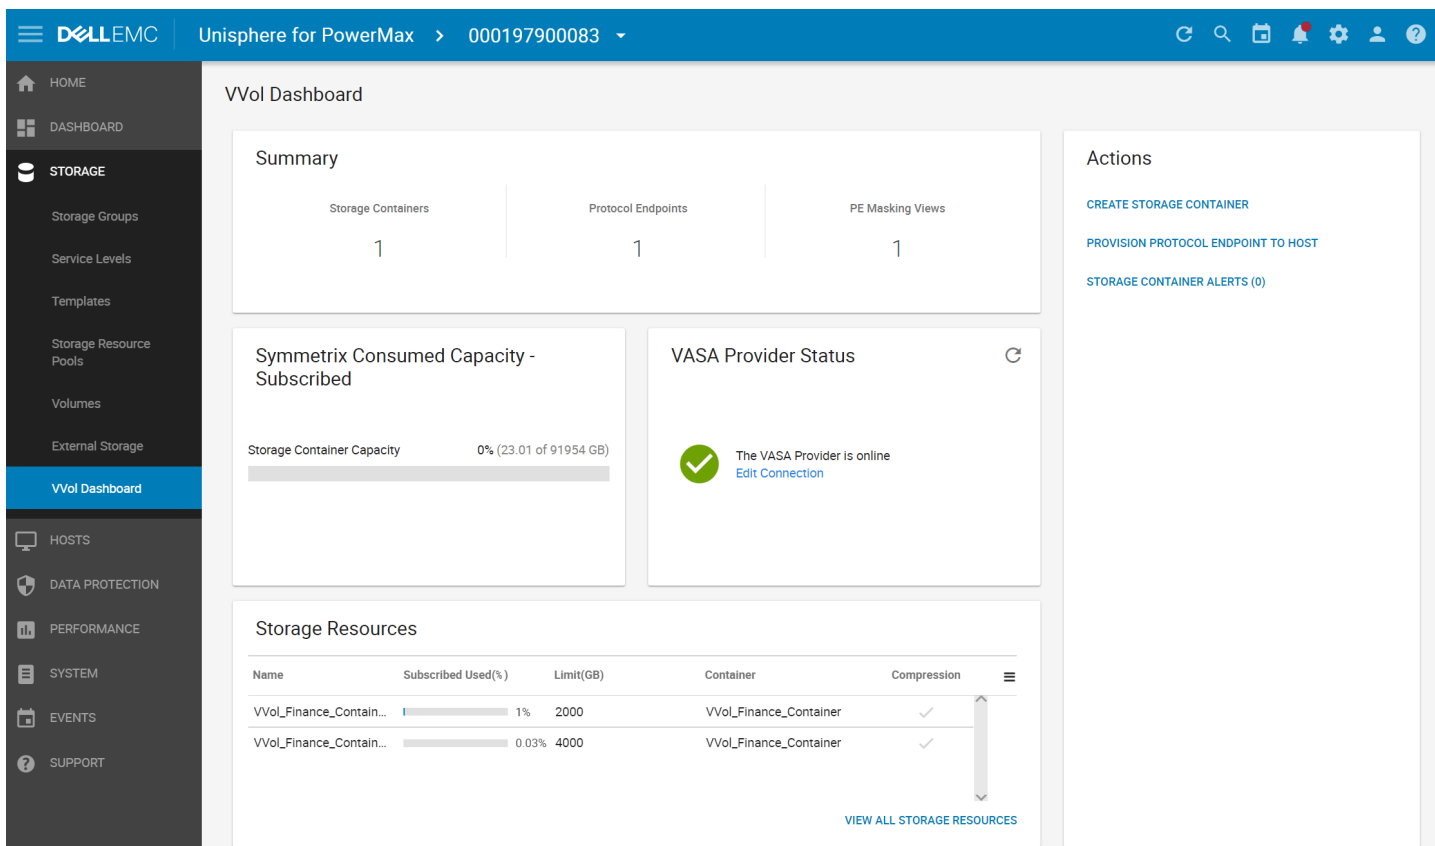 DELLEMC
Unisphere for PowerMax > 000197900083
HOME
DASHBOARD
STORAGE
Storage Groups
Service Levels
Templates
Storage Resource
Pools
Volumes
External Storage
VVol Dashboard
HOSTS
DATA PROTECTION
PERFORMANCE
SYSTEM
EVENTS
SUPPORT
VVol Dashboard
Summary
Storage Containers
1
Protocol Endpoints
1
PE Masking Views
1
Actions
CREATE STORAGE CONTAINER
PROVISION PROTOCOL ENDPOINT TO HOST
STORAGE CONTAINER ALERTS (0)
Symmetrix Consumed Capacity -
Subscribed
Storage Container Capacity 0% (23.01 of 91954 GB)
VASA Provider Status
The VASA Provider is online
Edit Connection
Storage Resources
Name Subscribed Used(%) Limit(GB) Container Compression
VVol_Finance_Contain... 1% 2000 VVol_Finance_Container
VVol_Finance_Contain... 0.03% 4000 VVol_Finance_Container
VIEW ALL STORAGE RESOURCES